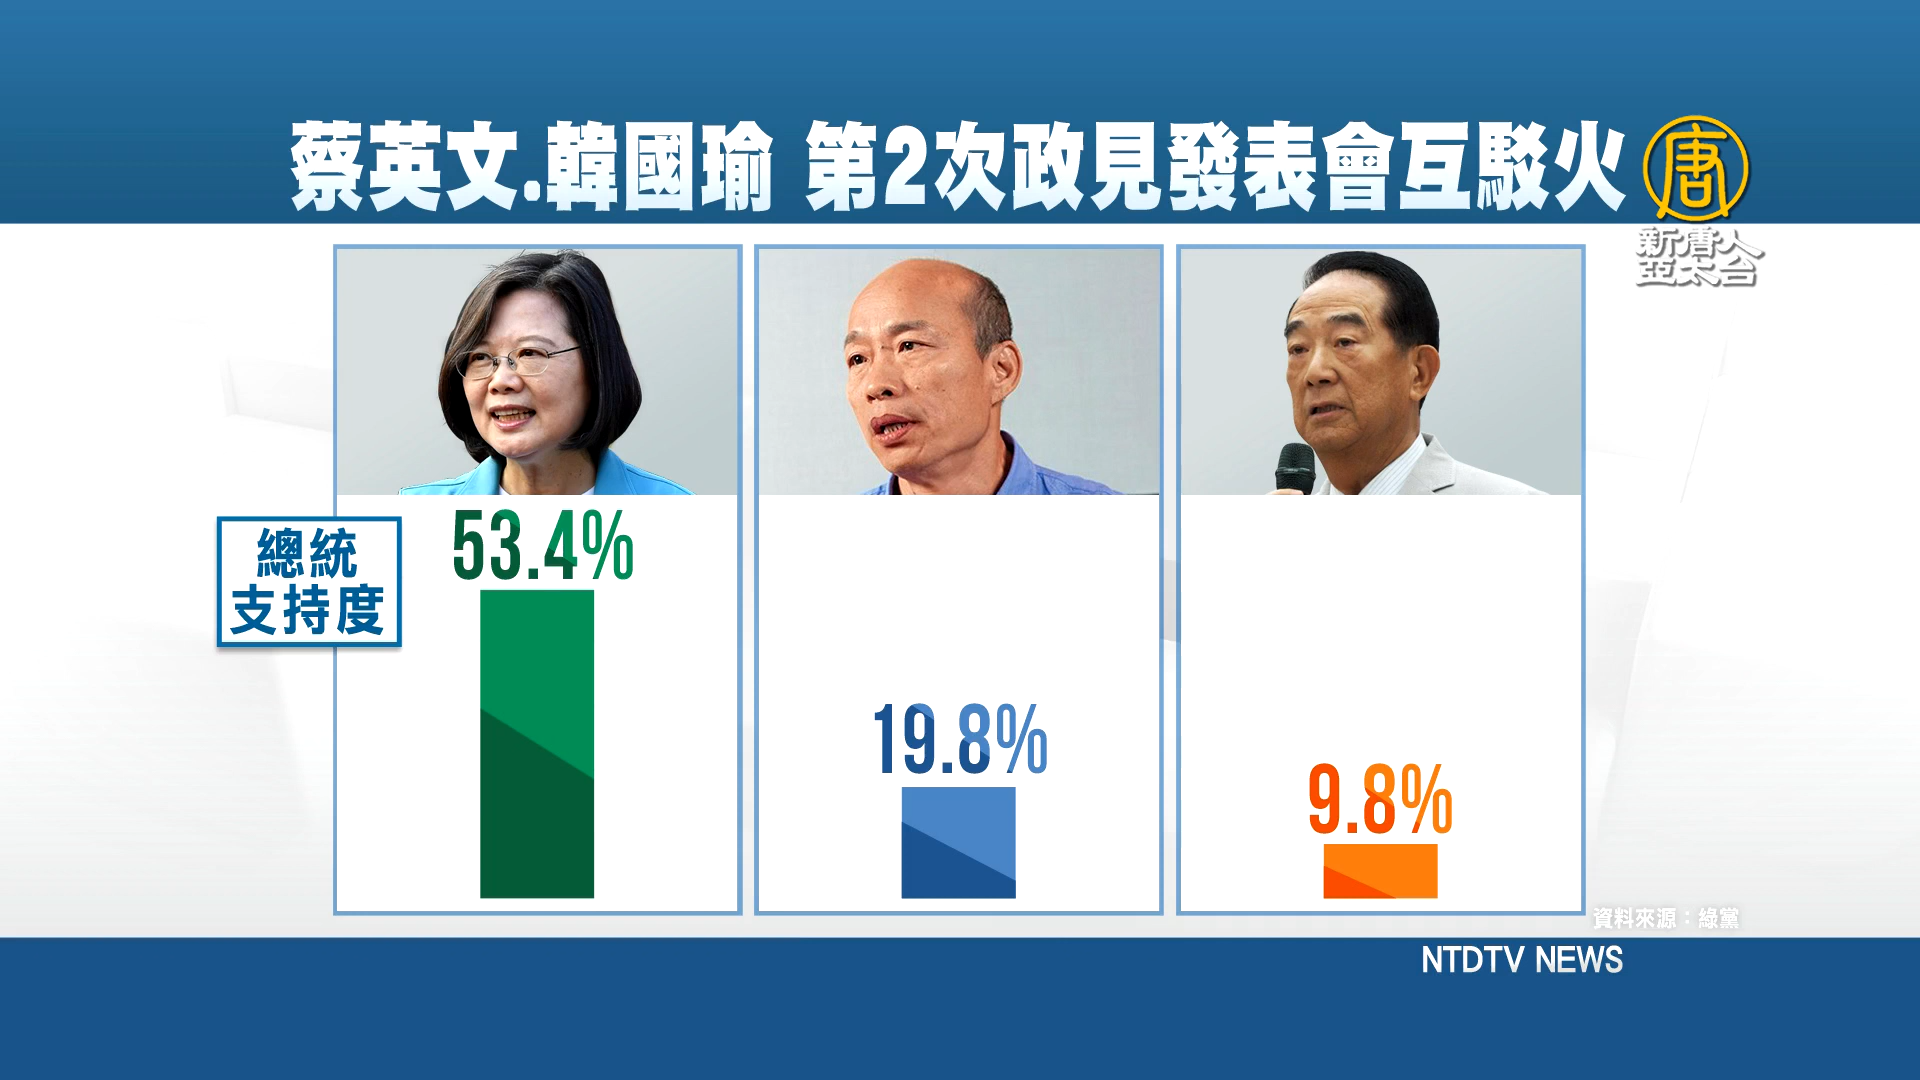 蔡英文.韓國瑜 第2次政見發表會互駁火
唐
新唐人
亞太台
總統
支持度
53.4%
19.8%
9.8%
資料來源：綠黨
NTDTV NEWS